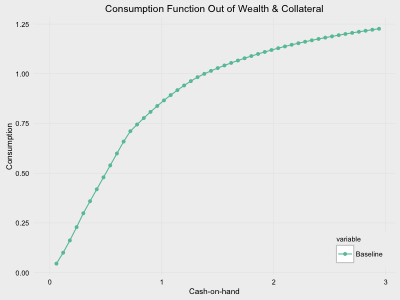 Consumption Function Out of Wealth & Collateral
1.25
1.00
0.75
0.50
0.25
0.00
Consumption
0
1
2
3
Cash-on-hand
variable
Baseline